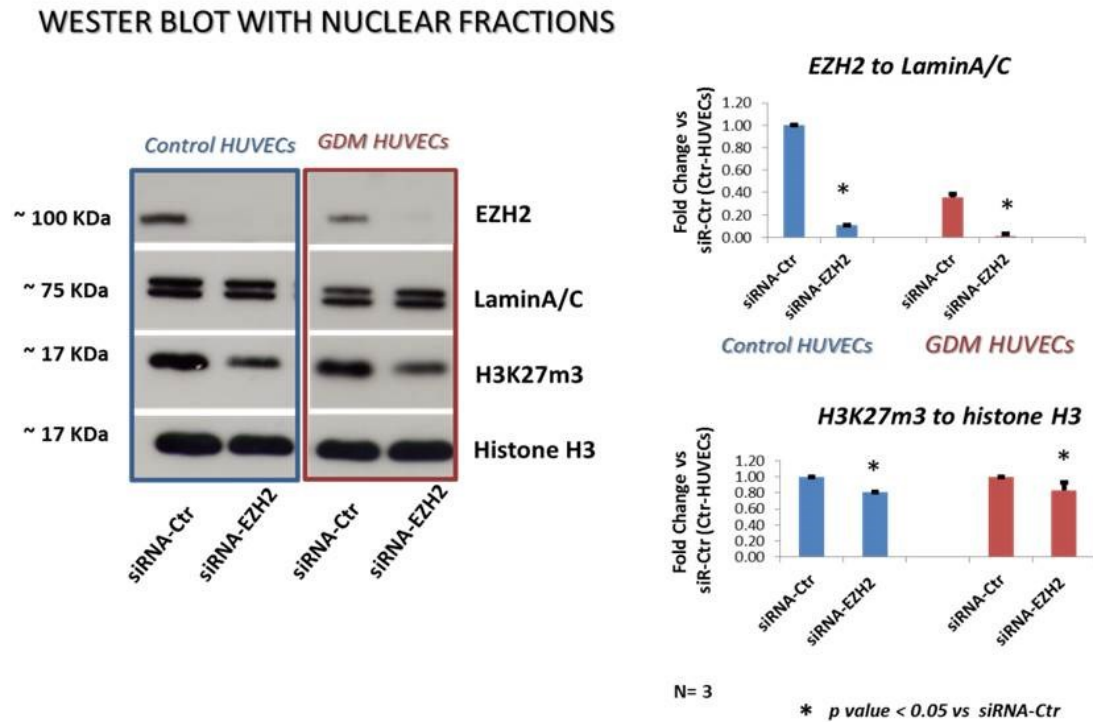 WESTER BLOT WITH NUCLEAR FRACTIONS
Control HUVECs
GDM HUVECs
~ 100 KDa
EZH2
~ 75 KDa
LaminA/C
~ 17 KDa
H3K27m3
~ 17 KDa
Histone H3
siRNA-Ctr
siRNA-EZH2
siRNA-Ctr
siRNA-EZH2
EZH2 to LaminA/C
Fold Change vs
siR-Ctr (Ctr-HUVECs)
1.20
1.00
0.80
0.60
0.40
0.20
0.00
*
*
siRNA-Ctr
siRNA-EZH2
siRNA-Ctr
siRNA-EZH2
Control HUVECs
GDM HUVECs
H3K27m3 to histone H3
Fold Change vs
siR-Ctr (Ctr-HUVECs)
1.20
1.00
0.80
0.60
0.40
0.20
0.00
*
*
siRNA-Ctr
siRNA-EZH2
siRNA-Ctr
siRNA-EZH2
N= 3
* p value < 0.05 vs siRNA-Ctr